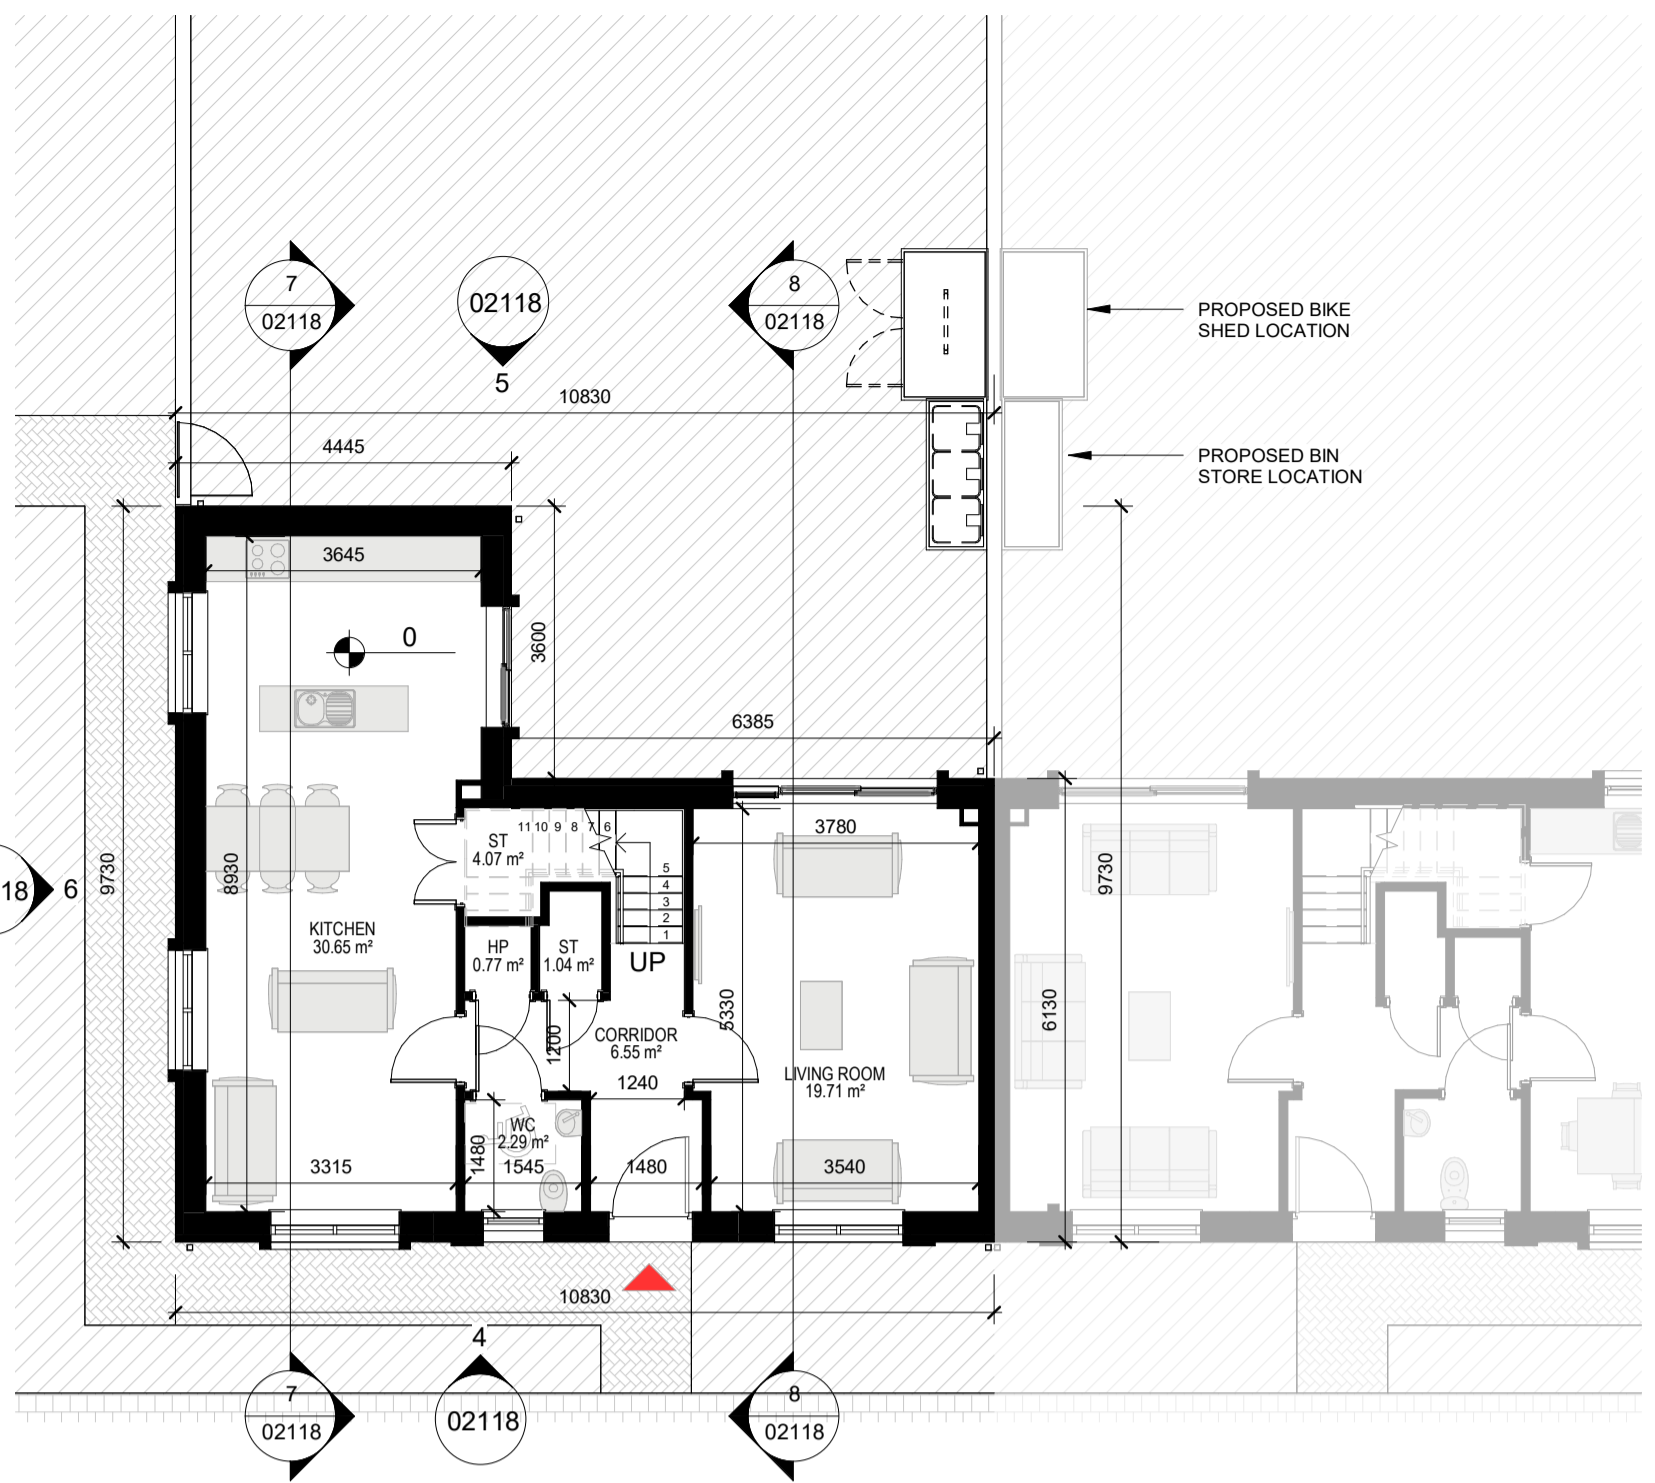 7
02118
02118
5
8
02118
PROPOSED BIKE
SHED LOCATION
10830
4445
PROPOSED BIN
STORE LOCATION
3645
0
3600
6385
11 10 9 8 7 6
3780
ST
4.07 m²
5
4
3
2
1
18
6
9730
8930
9730
KITCHEN
30.65 m²
HP
0.77 m²
ST
1.04 m²
UP
5330
6130
1200
CORRIDOR
6.55 m²
1240
LIVING ROOM
19.71 m²
WC
2.29 m²
1480
3315
1545
1480
3540
10830
4
7
02118
02118
8
02118